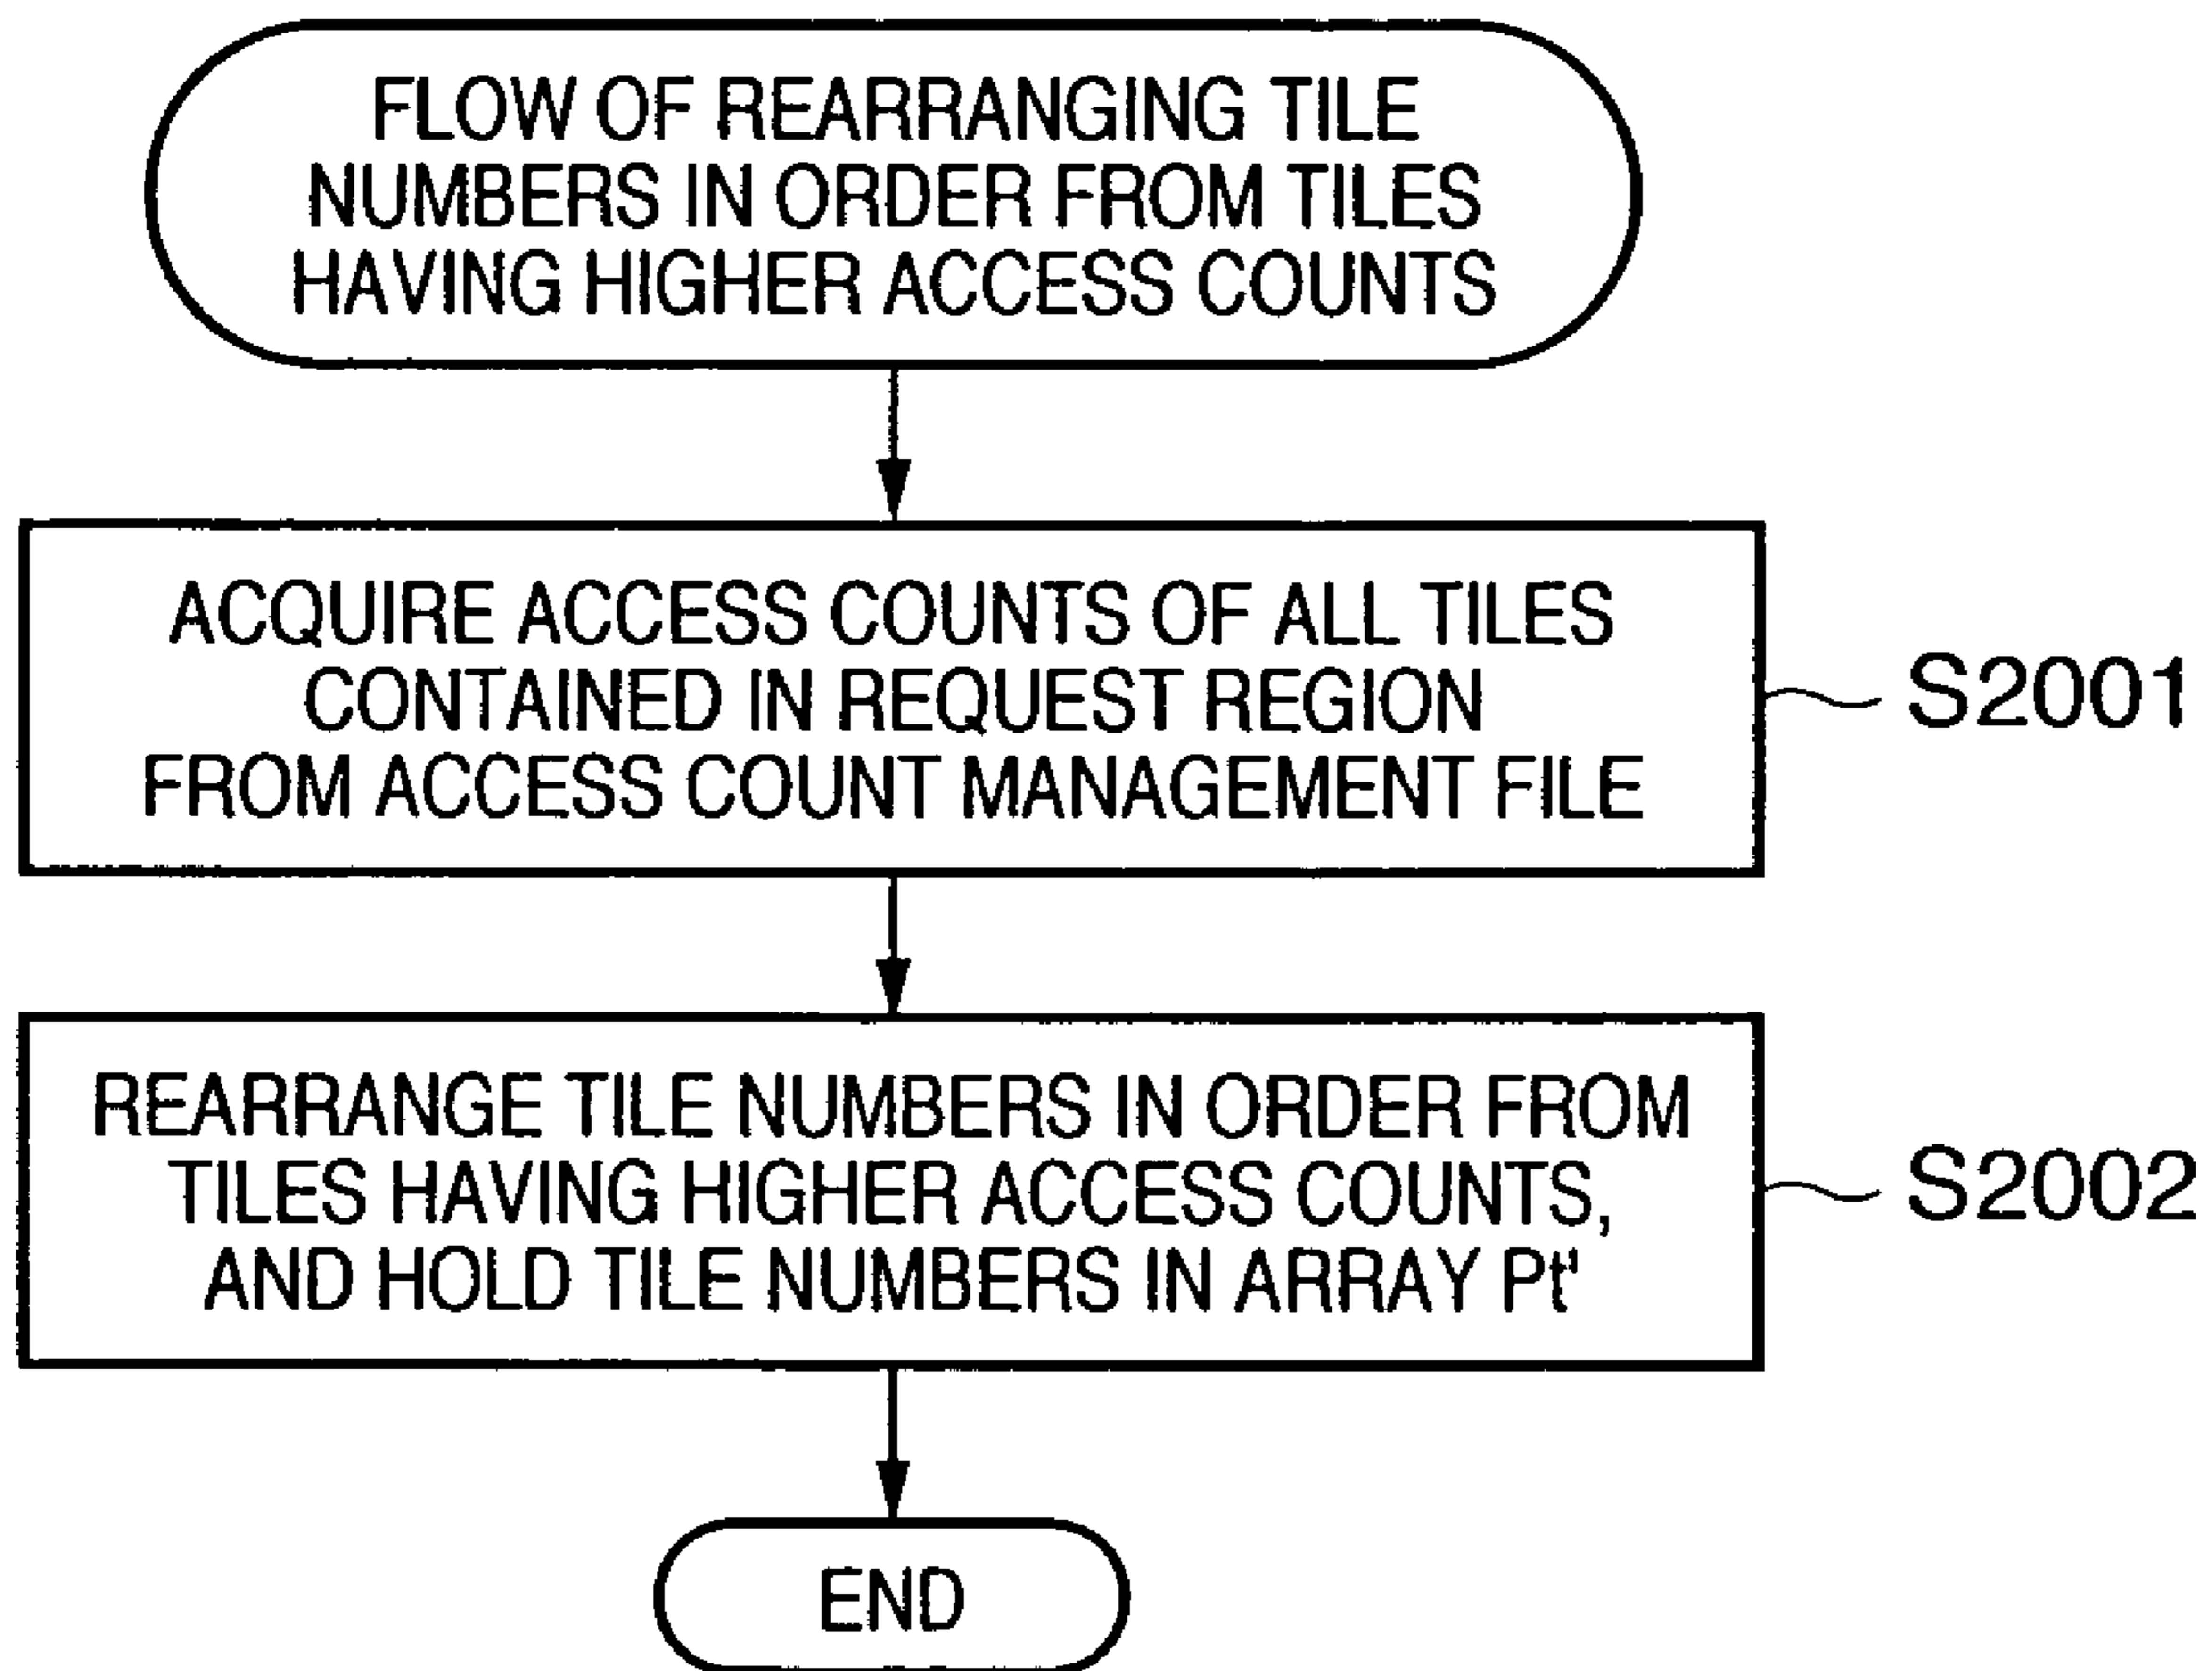 FLOW OF REARRANGING TILE
NUMBERS IN ORDER FROM TILES
HAVING HIGHER ACCESS COUNTS
ACQUIRE ACCESS COUNTS OF ALL TILES
CONTAINED IN REQUEST REGION
FROM ACCESS COUNT MANAGEMENT FILE
S2001
REARRANGE TILE NUMBERS IN ORDER FROM
TILES HAVING HIGHER ACCESS COUNTS,
AND HOLD TILE NUMBERS IN ARRAY Pt'
S2002
END